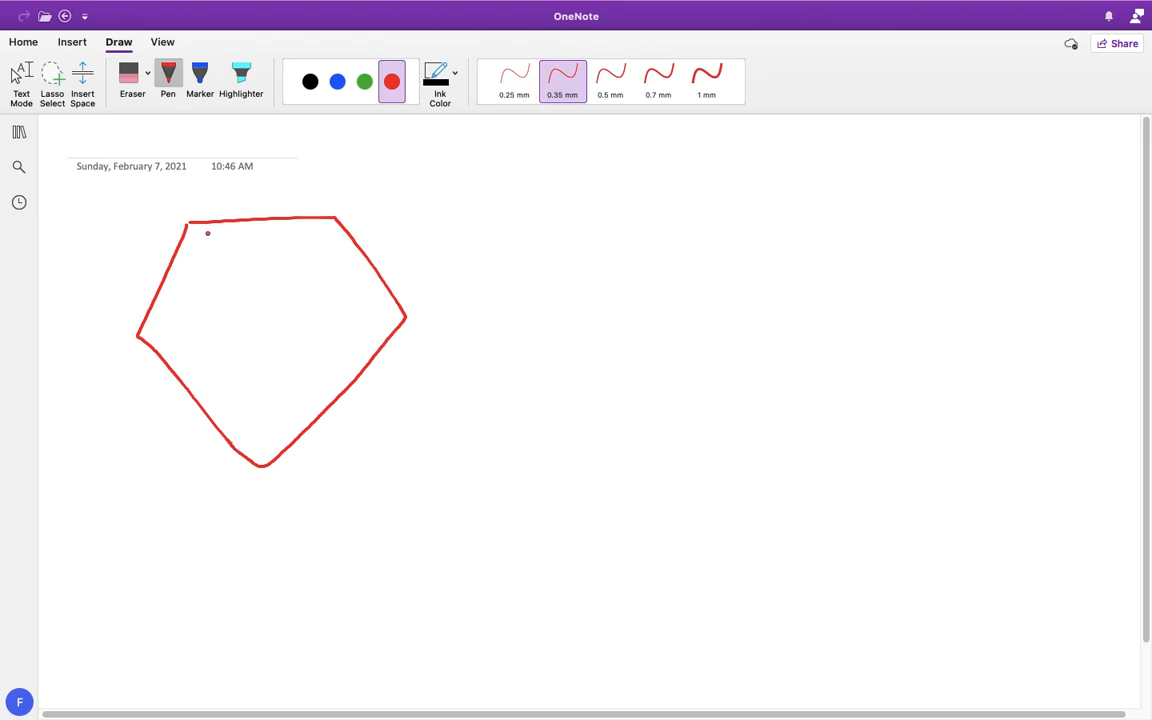 OneNote
Home Insert Draw View
Share
Text Mode
Lasso Select
Insert Space
Eraser
Pen
Marker
Highlighter
Ink Color
0.25 mm
0.35 mm
0.5 mm
0.7 mm
1 mm
Sunday, February 7, 2021 10:46 AM
F